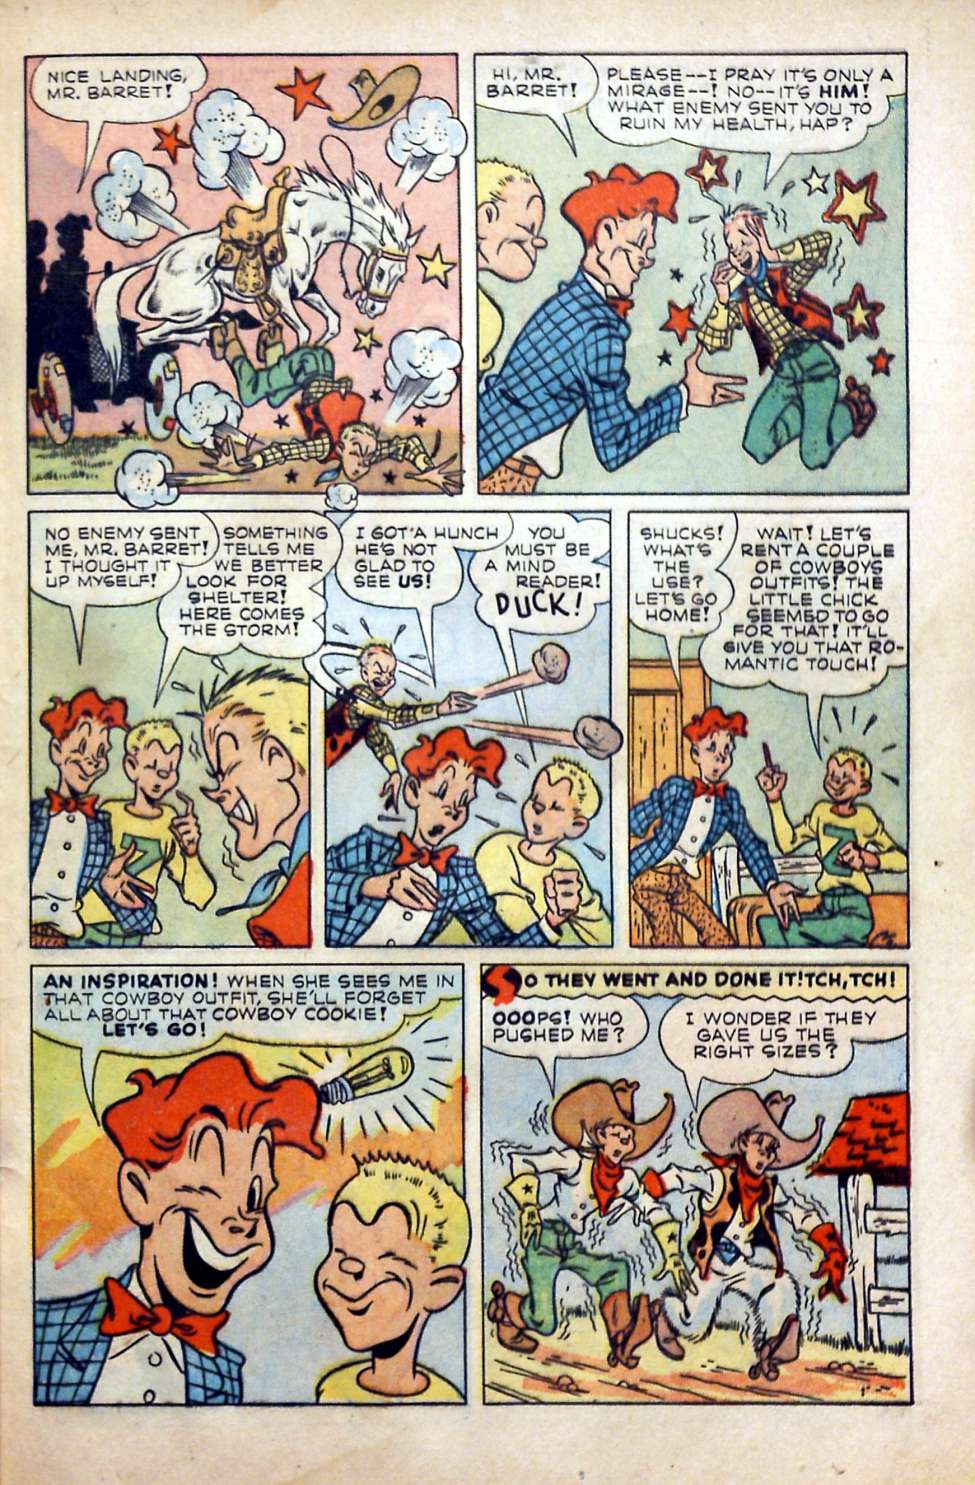 NICE LANDING,
MR. BARRET!
HI, MR.
BARRET!
PLEASE--I PRAY IT'S ONLY A
MIRAGE--! NO--IT'S HIM!
WHAT ENEMY SENT YOU TO
RUIN MY HEALTH, HAP?
NO ENEMY SENT
ME, MR. BARRET!
I THOUGHT IT
UP MYSELF!
SOMETHING
TELLS ME
WE BETTER
LOOK FOR
SHELTER!
HERE COMES
THE STORM!
I GOT'A HUNCH
HE'S NOT
GLAD TO
SEE US!
YOU
MUST BE
A MIND
READER!
DUCK!
SHUCKS!
WHAT'S
THE
USE?
LET'S GO
HOME!
WAIT! LET'S
RENT A COUPLE
OF COWBOYS
OUTFITS! THE
LITTLE CHICK
SEEMED TO GO
FOR THAT! IT'LL
GIVE YOU THAT RO-
MANTIC TOUCH!
Z
Z
AN INSPIRATION! WHEN SHE SEES ME IN
THAT COWBOY OUTFIT, SHE'LL FORGET
ALL ABOUT THAT COWBOY COOKIE!
LET'S GO!
SO THEY WENT AND DONE IT! TCH, TCH!
OOOPS! WHO
PUSHED ME?
I WONDER IF THEY
GAVE US THE
RIGHT SIZES?